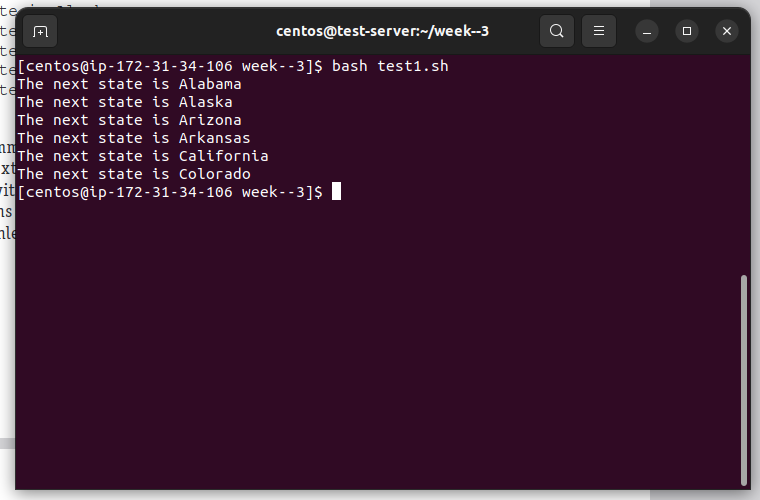 centos@test-server:~/week--3
[centos@ip-172-31-34-106 week--3]$ bash test1.sh
The next state is Alabama
The next state is Alaska
The next state is Arizona
The next state is Arkansas
The next state is California
The next state is Colorado
[centos@ip-172-31-34-106 week--3]$